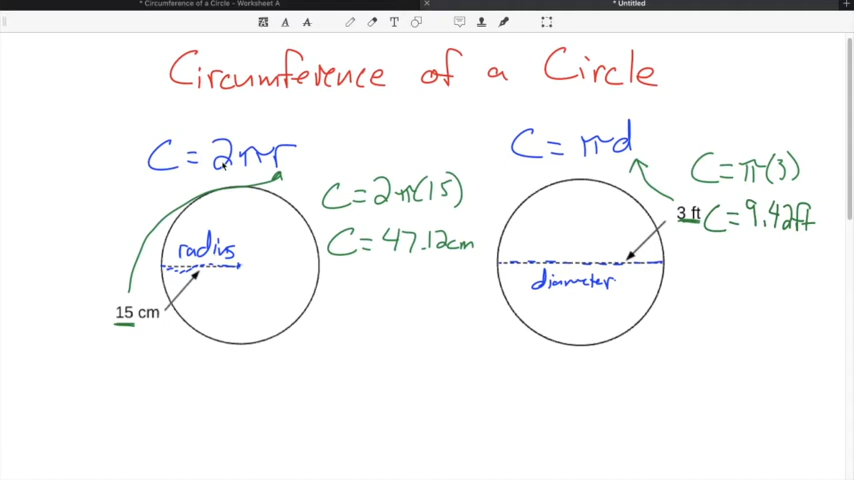 * Circumference of a Circle – Worksheet A
* Untitled
Circumference of a Circle
C = 2πr
C = πd
C = π(3)
C = 2π(15)
3 ft
C = 9.42ft
C = 47.12cm
radius
diameter
15 cm